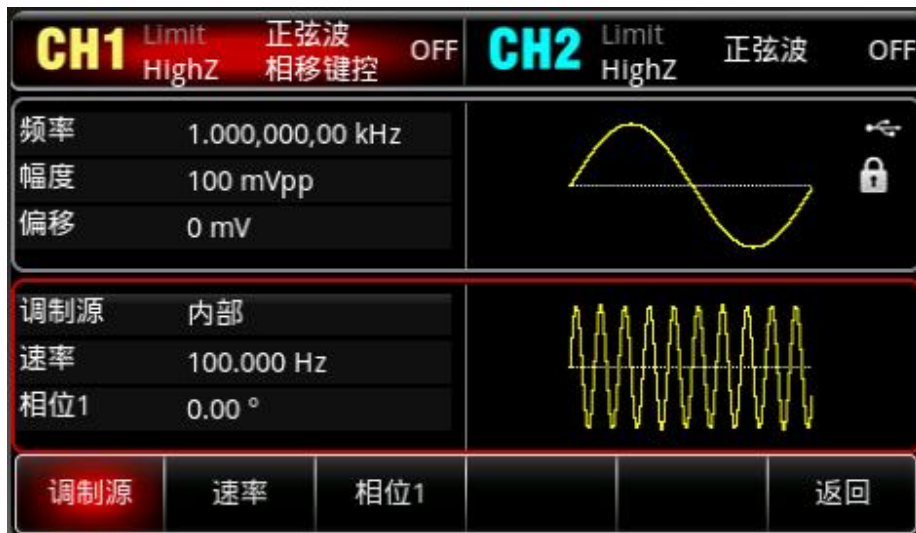 CH1 Limit 正弦波 OFF CH2 Limit 正弦波 OFF
HighZ 相移键控 HighZ
频率 1.000,000,00 kHz
幅度 100 mVpp
偏移 0 mV
调制源 内部
速率 100.000 Hz
相位1 0.00 °
调制源 速率 相位1 返回